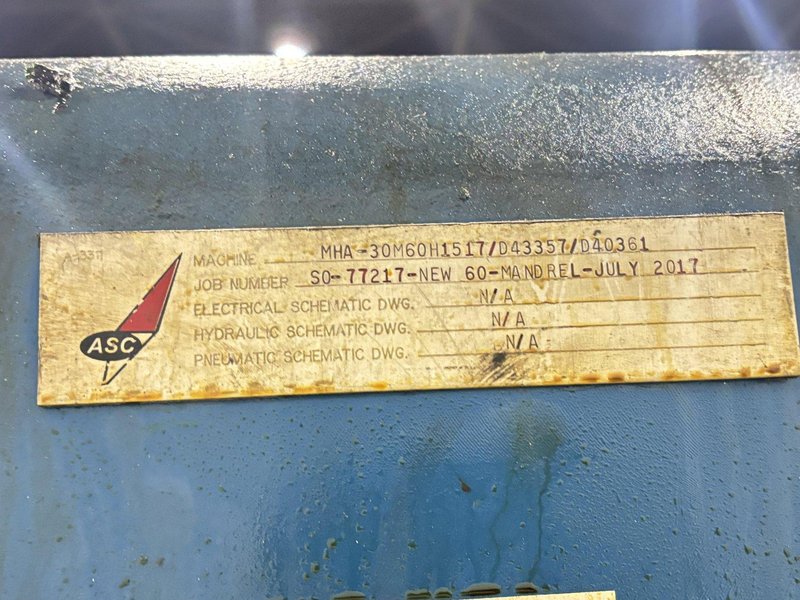 MACHINE MHA-30M60H1517/D43357/D40361
JOB NUMBER SO-77217-NEW 60-MANDREL-JULY 2017
ELECTRICAL SCHEMATIC DWG. N/A
HYDRAULIC SCHEMATIC DWG. N/A
PNEUMATIC SCHEMATIC DWG. N/A
ASC